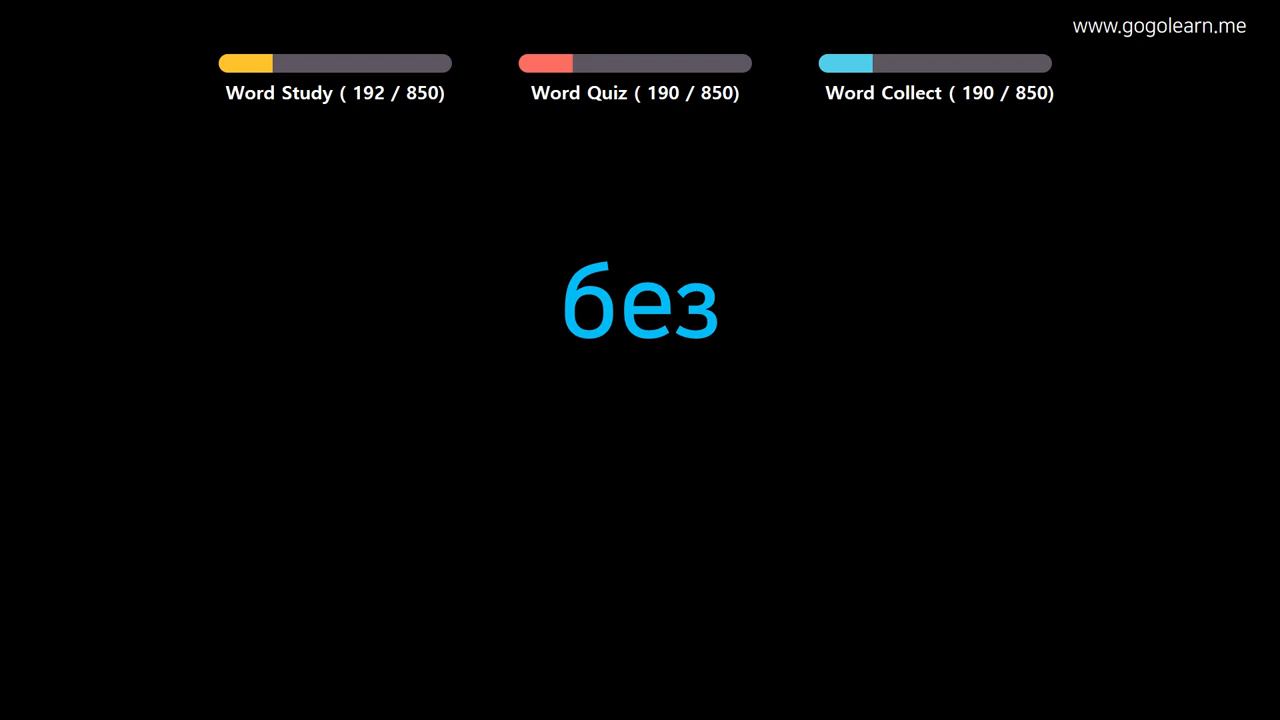 www.gogolearn.me
Word Study ( 192 / 850)
Word Quiz ( 190 / 850)
Word Collect ( 190 / 850)
без